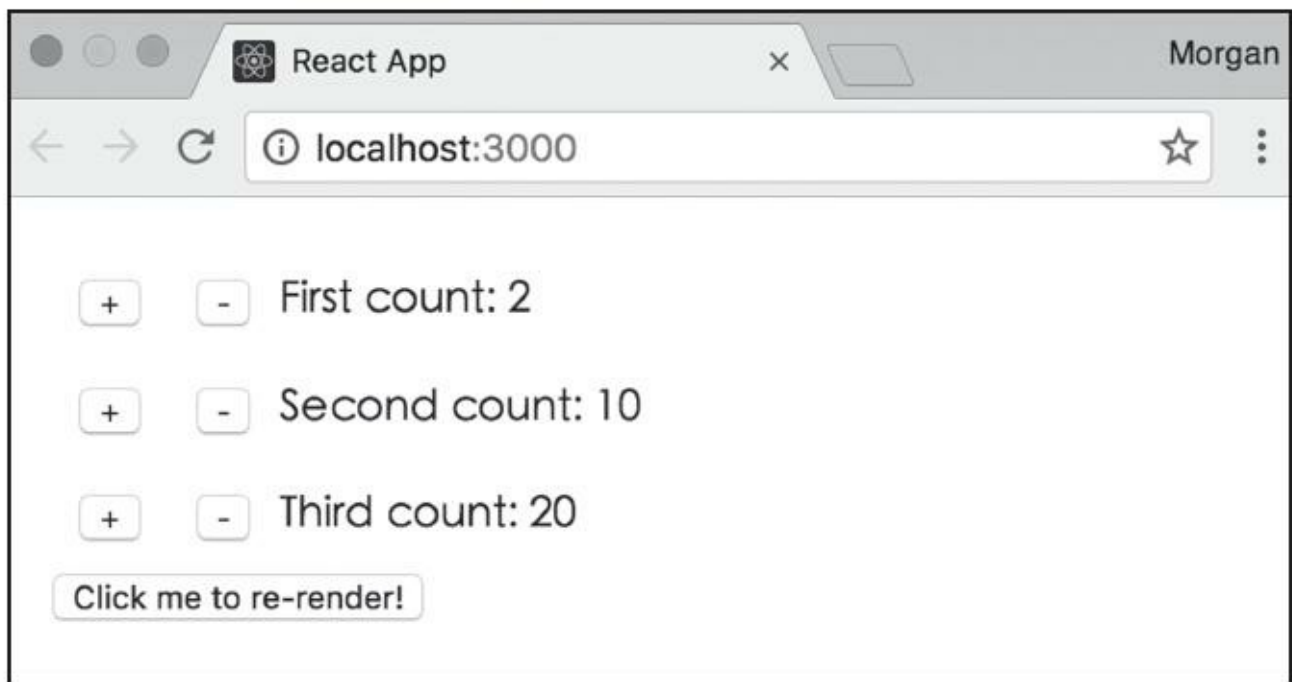 React App
Morgan
localhost:3000
+ - First count: 2
+ - Second count: 10
+ - Third count: 20
Click me to re-render!